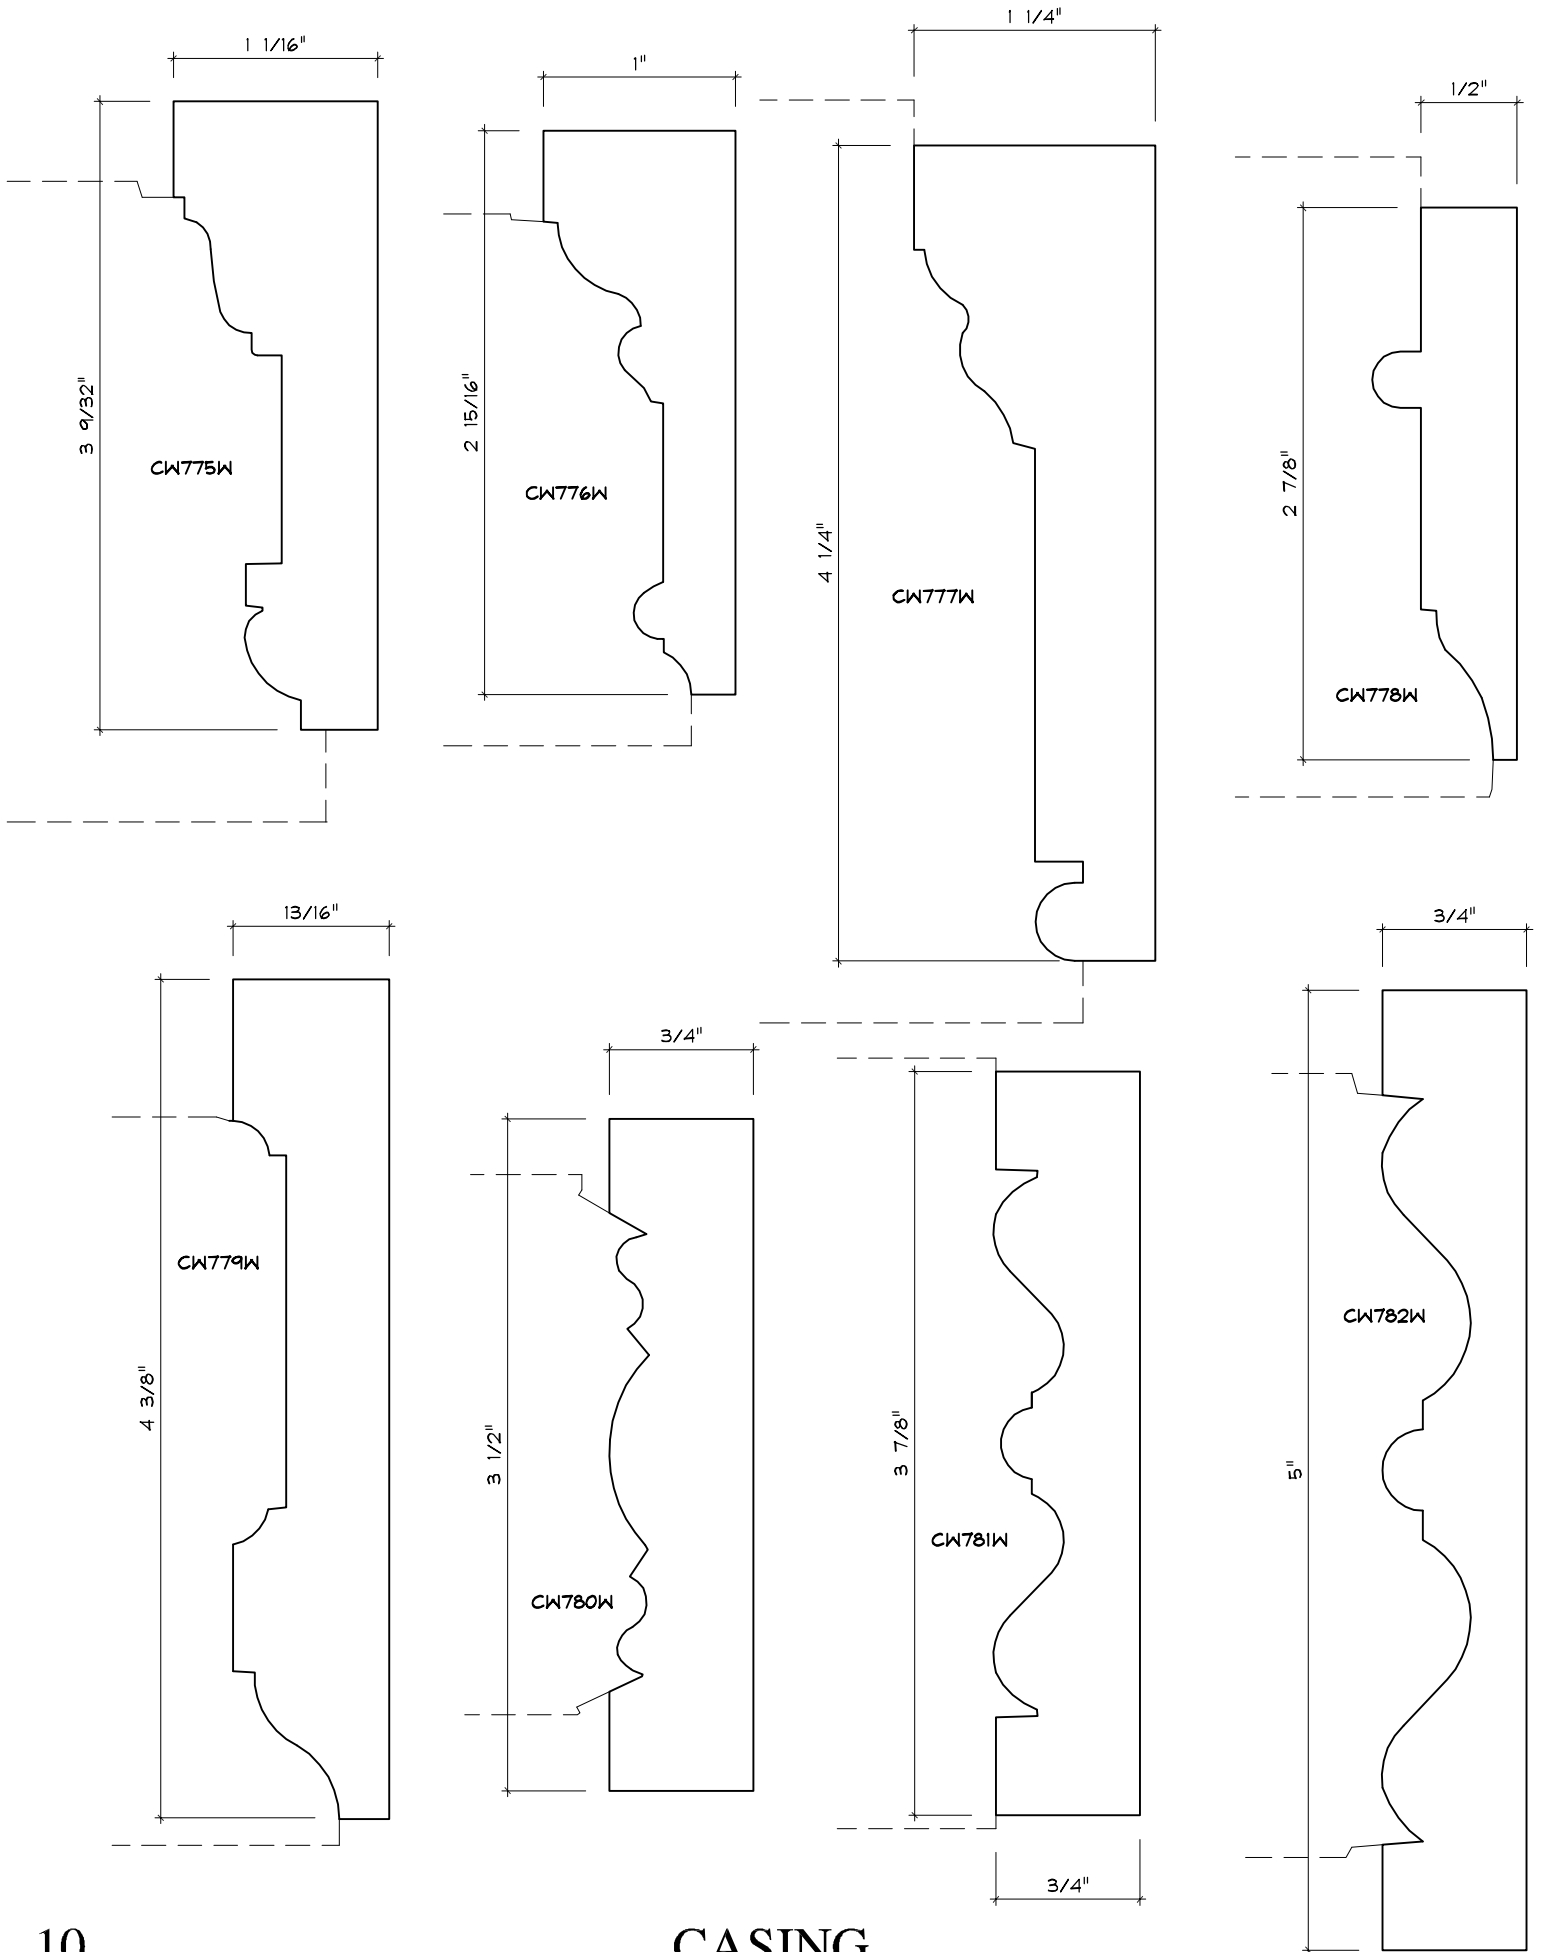 1 1/16"
1"
1 1/4"
1/2"
3 9/32"
2 15/16"
4 1/4"
2 7/8"
CW775W
CW776W
CW777W
CW778W
13/16"
3/4"
3/4"
4 3/8"
3 1/2"
3 7/8"
5"
CW779W
CW780W
CW781W
CW782W
3/4"
10
CASING